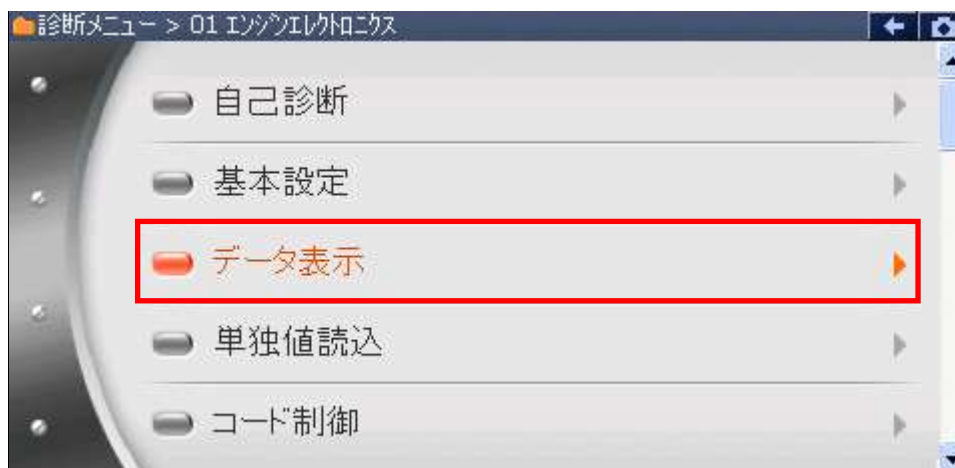 診断メニュー > 01 エンジンエレクトロニクス
自己診断
基本設定
データ表示
単独値読込
コード制御